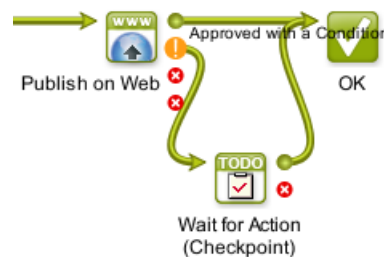 WWW
Approved with a Condition
Publish on Web
OK
TODO
Wait for Action
(Checkpoint)